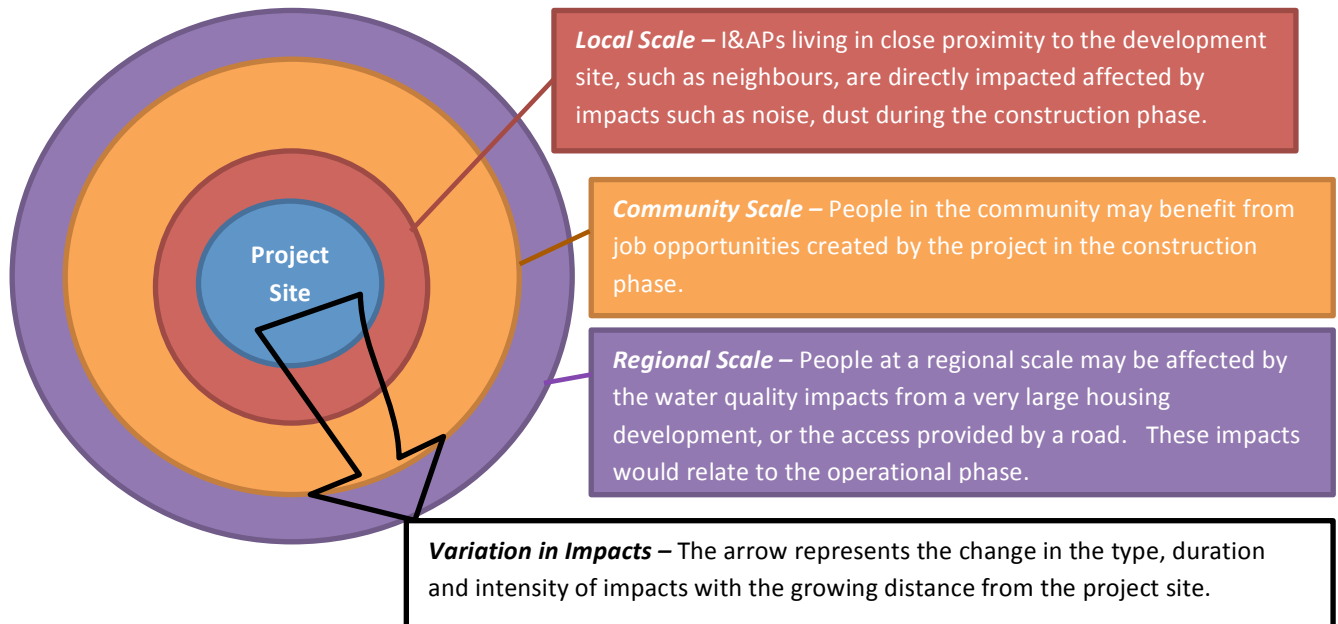 Project
Site
Local Scale – I&APs living in close proximity to the development
site, such as neighbours, are directly impacted affected by
impacts such as noise, dust during the construction phase.
Community Scale – People in the community may benefit from
job opportunities created by the project in the construction
phase.
Regional Scale – People at a regional scale may be affected by
the water quality impacts from a very large housing
development, or the access provided by a road. These impacts
would relate to the operational phase.
Variation in Impacts – The arrow represents the change in the type, duration
and intensity of impacts with the growing distance from the project site.